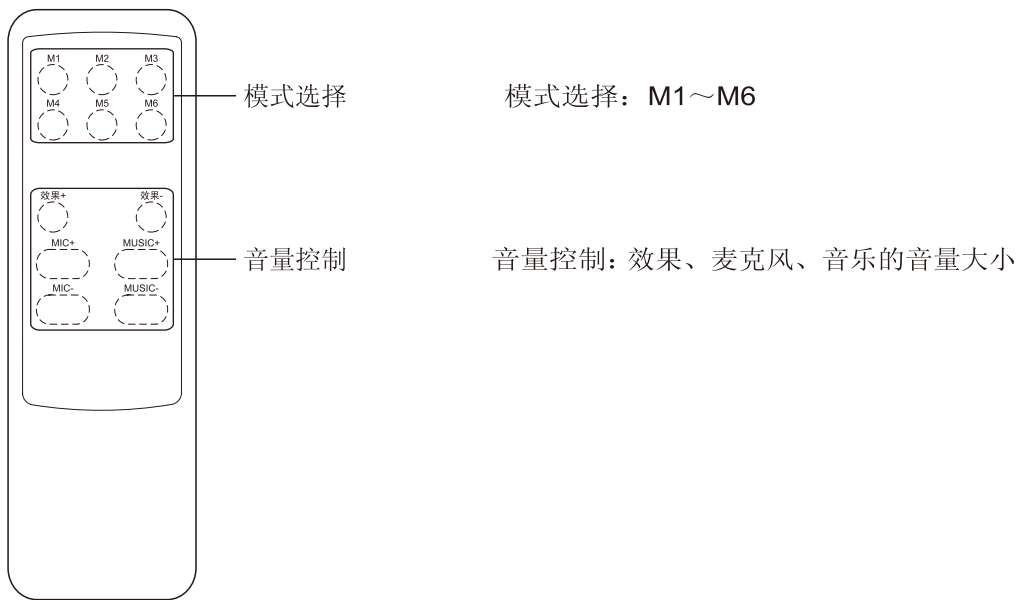 M1 M2 M3
M4 M5 M6
模式选择 模式选择：M1～M6
效果+ 效果-
MIC+ MUSIC+
音量控制 音量控制：效果、麦克风、音乐的音量大小
MIC- MUSIC-